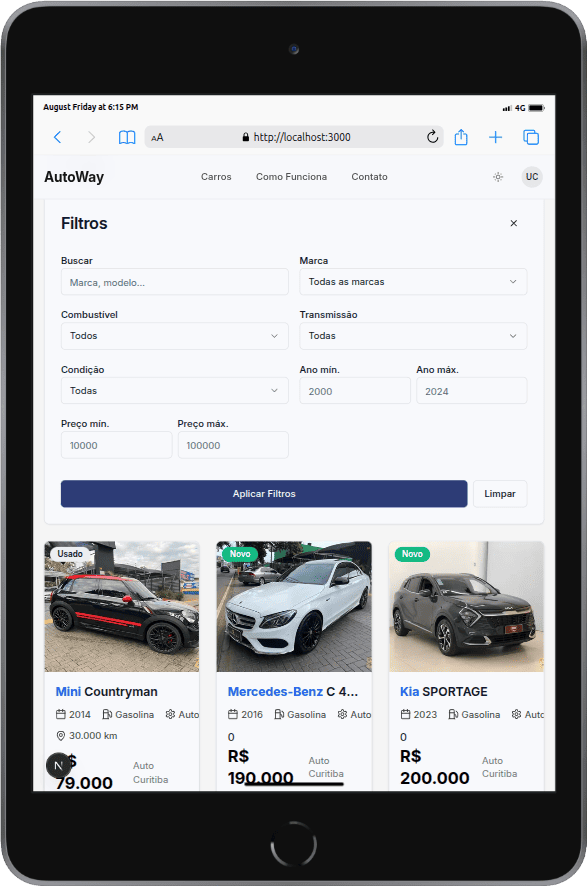 August Friday at 6:15 PM
4G
AA
http://localhost:3000
AutoWay
Carros
Como Funciona
Contato
UC
Filtros
Buscar
Marca
Marca, modelo...
Todas as marcas
Combustível
Transmissão
Todos
Todas
Condição
Ano mín.
Ano máx.
Todas
2000
2024
Preço mín.
Preço máx.
10000
100000
Aplicar Filtros
Limpar
Usado
Novo
Novo
Mini Countryman
Mercedes-Benz C 4...
Kia SPORTAGE
2014
Gasolina
Auto
2016
Gasolina
Auto
2023
Gasolina
Auto
30.000 km
0
0
N
$
79.000
Auto
Curitiba
R$
190.000
Auto
Curitiba
R$
200.000
Auto
Curitiba